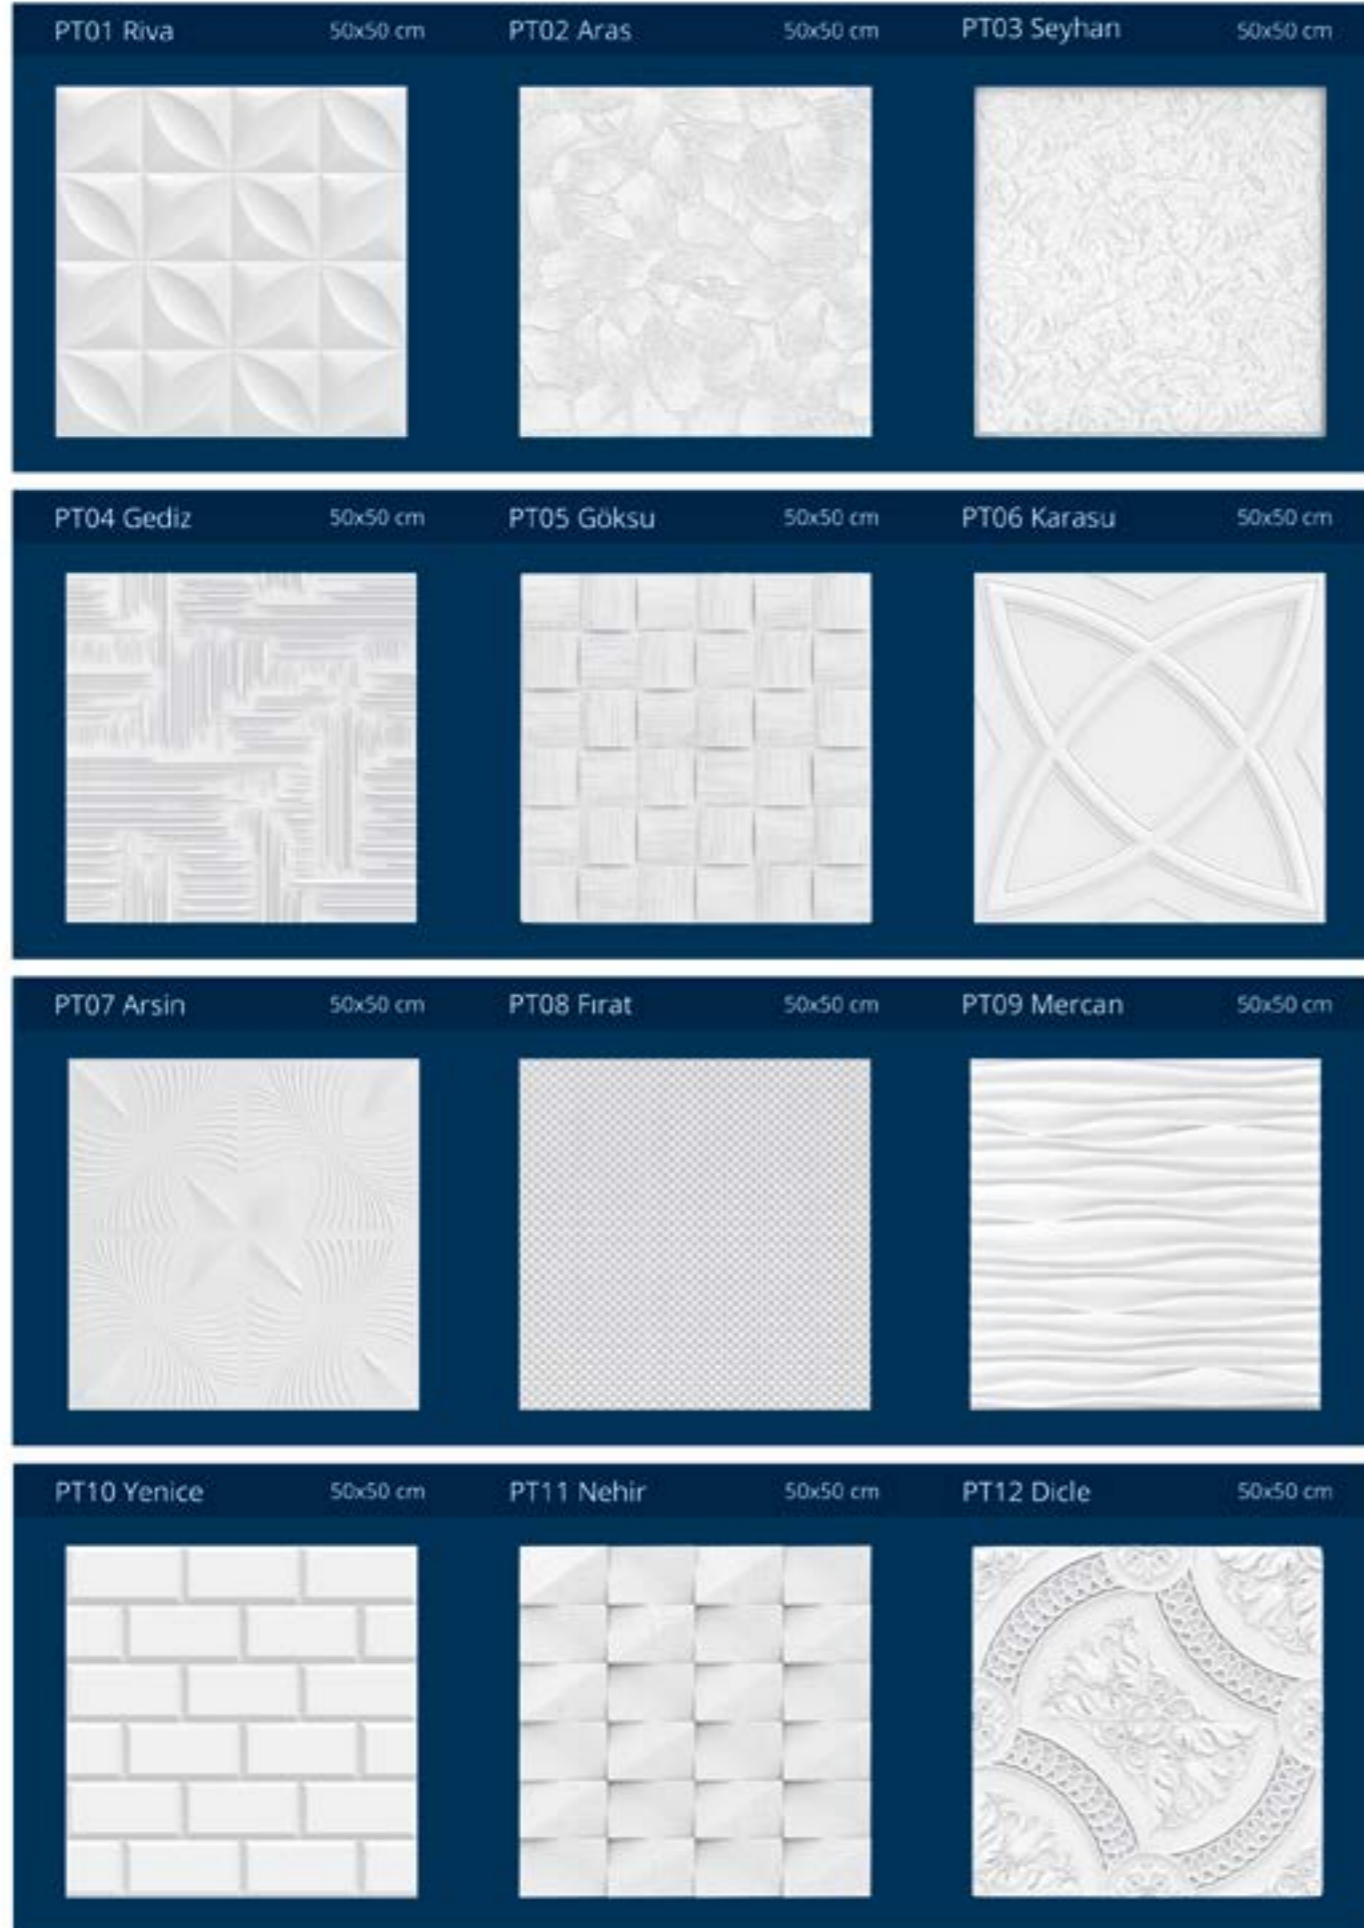 PT01 Riva 50x50 cm PT02 Aras 50x50 cm PT03 Seyhan 50x50 cm
PT04 Gediz 50x50 cm PT05 Göksu 50x50 cm PT06 Karasu 50x50 cm
PT07 Arsin 50x50 cm PT08 Fırat 50x50 cm PT09 Mercan 50x50 cm
PT10 Yenice 50x50 cm PT11 Nehir 50x50 cm PT12 Dicle 50x50 cm